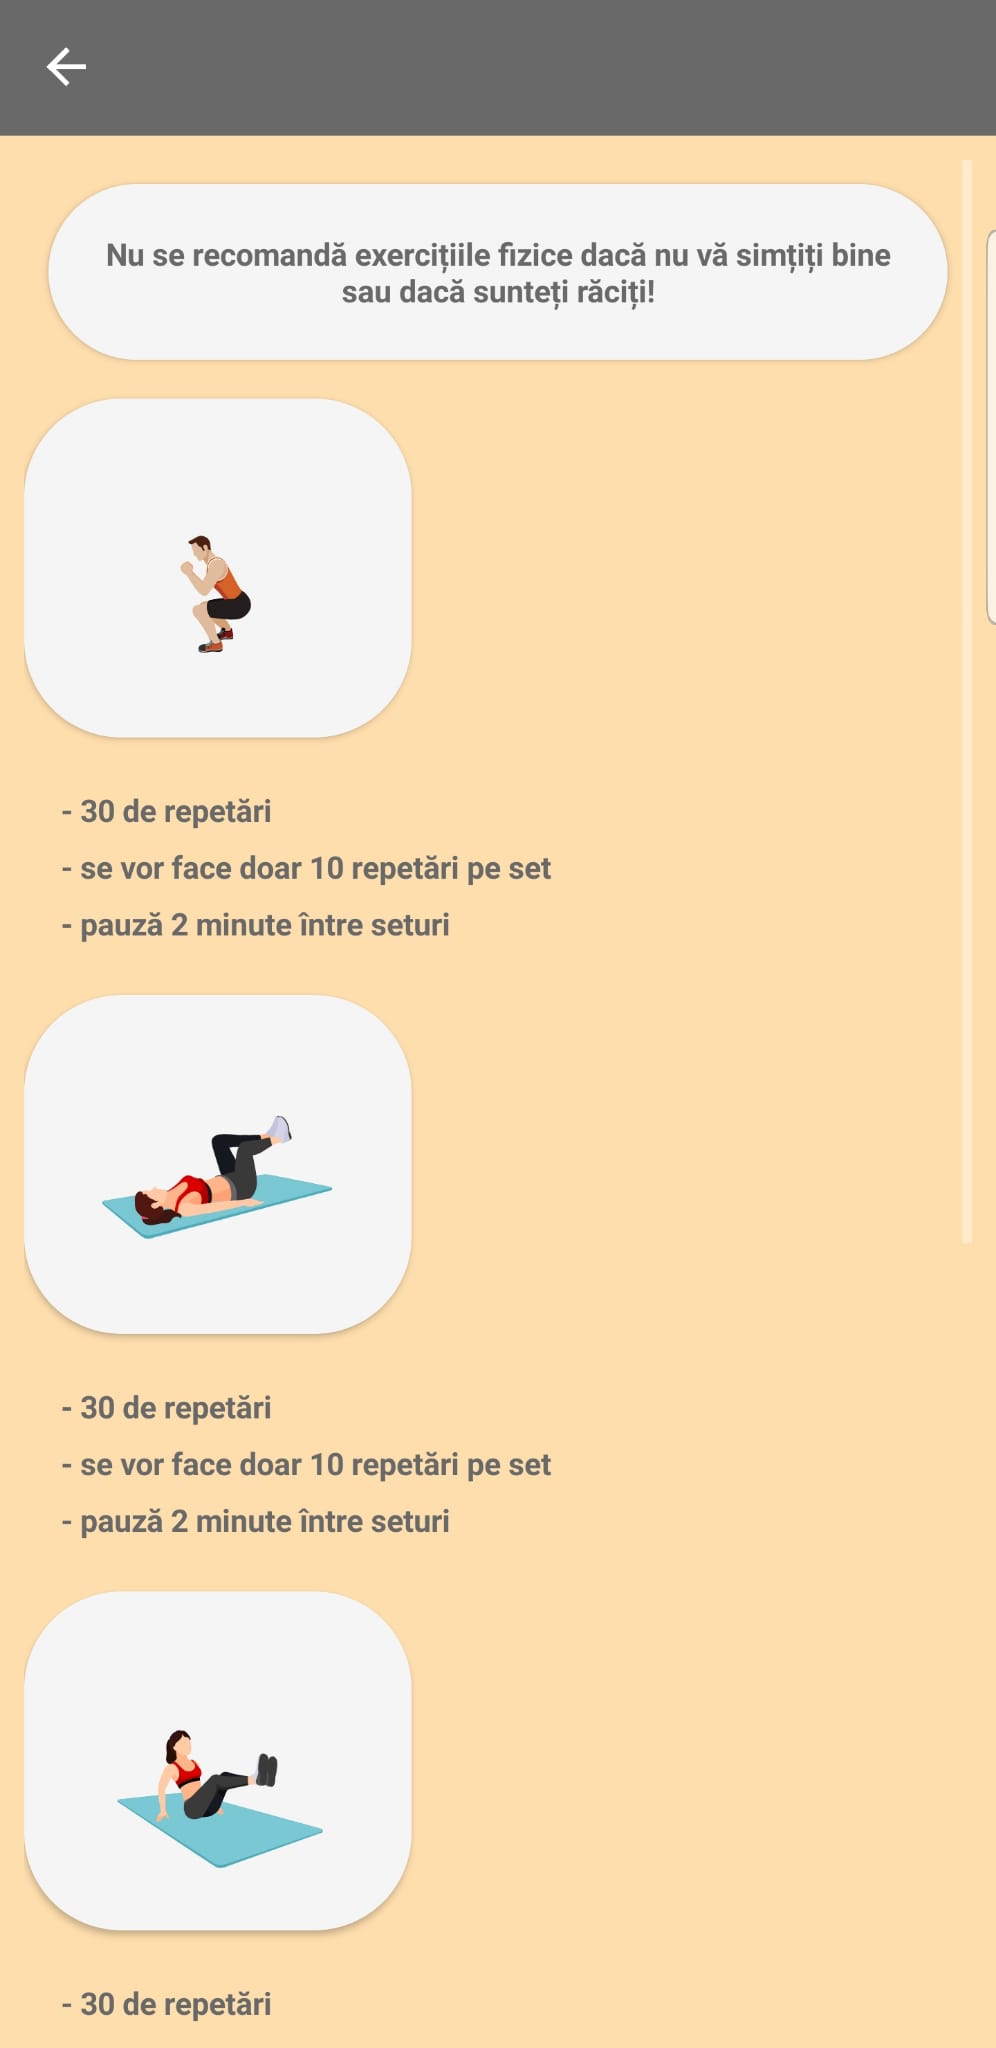 Nu se recomandă exercițiile fizice dacă nu vă simțiți bine
sau dacă sunteți răciți!
- 30 de repetări
- se vor face doar 10 repetări pe set
- pauză 2 minute între seturi
- 30 de repetări
- se vor face doar 10 repetări pe set
- pauză 2 minute între seturi
- 30 de repetări